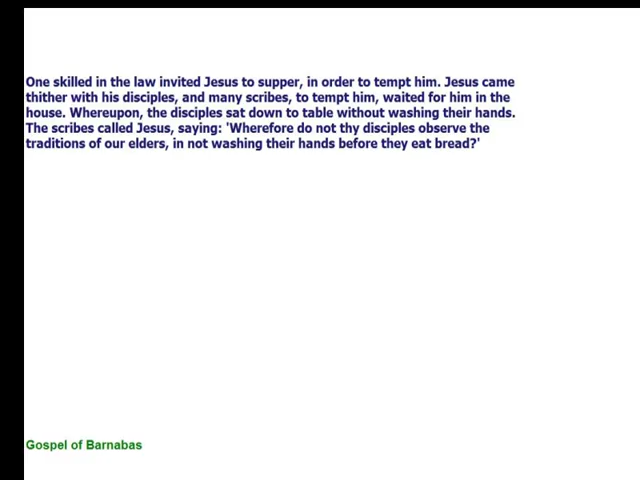 One skilled in the law invited Jesus to supper, in order to tempt him. Jesus came
thither with his disciples, and many scribes, to tempt him, waited for him in the
house. Whereupon, the disciples sat down to table without washing their hands.
The scribes called Jesus, saying: 'Wherefore do not thy disciples observe the
traditions of our elders, in not washing their hands before they eat bread?'
Gospel of Barnabas